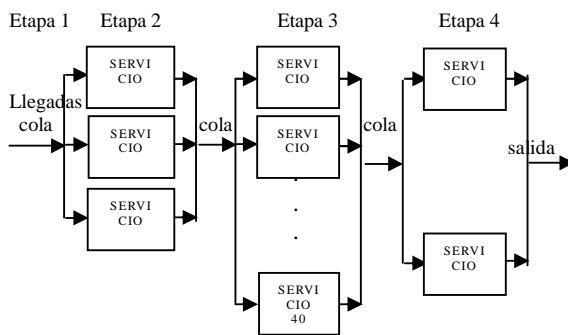 Etapa 1 Etapa 2 Etapa 3 Etapa 4
SERVI
CIO
SERVI
CIO
SERVI
CIO
Llegadas
cola
SERVI
CIO
cola
SERVI
CIO
cola
salida
SERVI
CIO
.
.
.
SERVI
CIO
SERVI
CIO
40